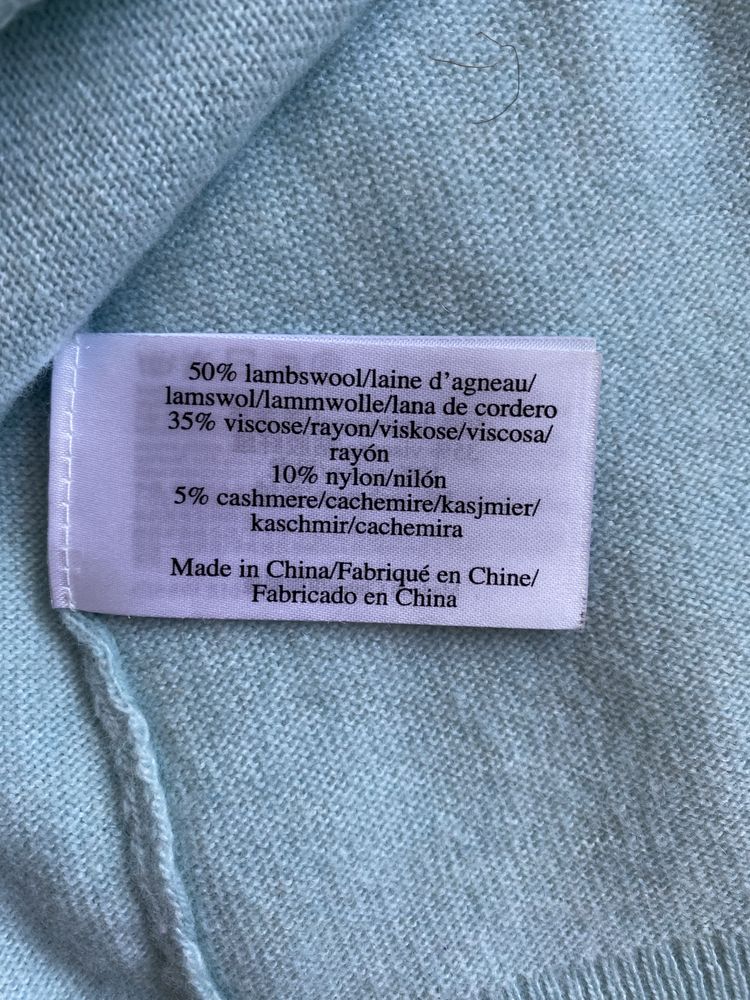 50% lambswool/laine d'agneau/
lamswol/lammwolle/lana de cordero
35% viscose/rayon/viskose/viscosa/
rayón
10% nylon/nilón
5% cashmere/cachemire/kasjmier/
kaschmir/cachemira
Made in China/Fabriqué en Chine/
Fabricado en China